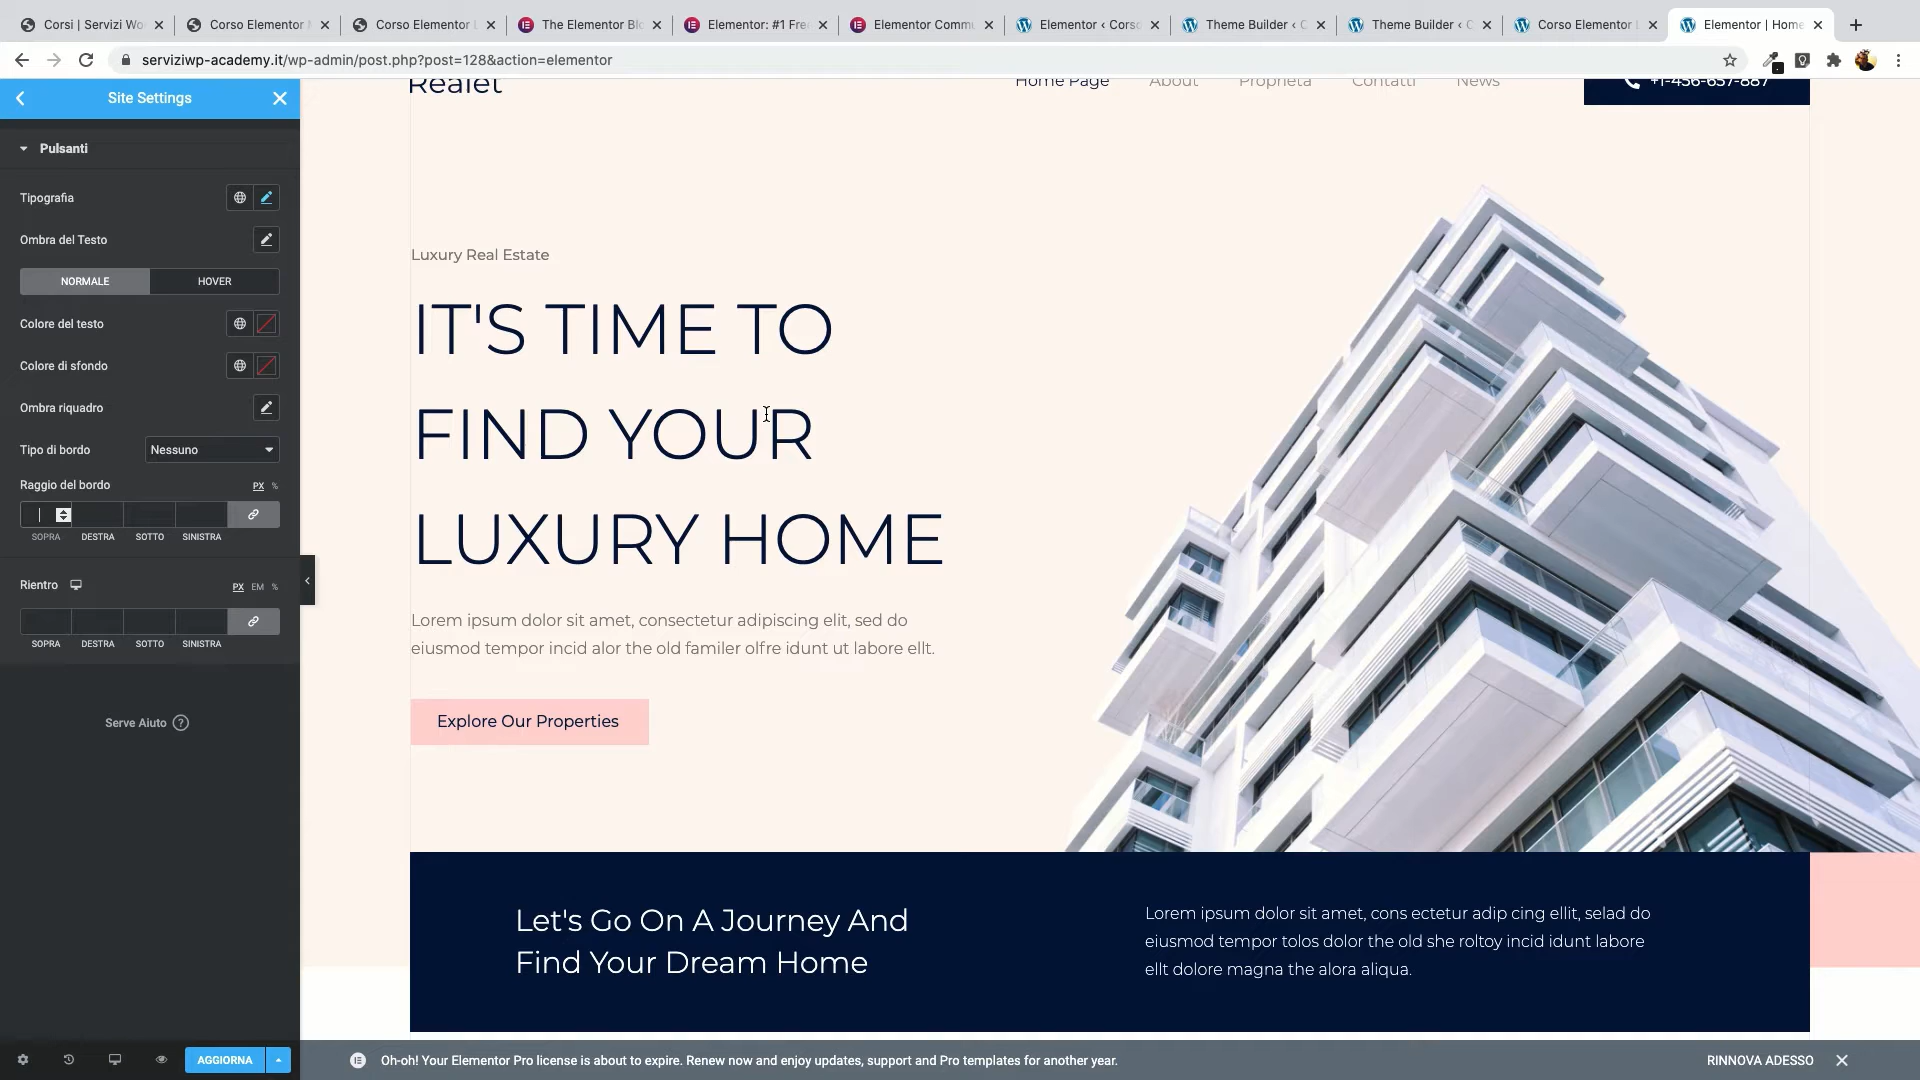 Corsi | Servizi Wo
Corso Elementor
Corso Elementor
The Elementor Blo
Elementor: #1 Fre
Elementor Commu
Elementor ‹ Corso
Theme Builder ‹ C
Theme Builder ‹ C
Corso Elementor
Elementor | Home
serviziwp-academy.it/wp-admin/post.php?post=128&action=elementor
Site Settings
Pulsanti
Tipografia
Ombra del Testo
NORMALE
HOVER
Colore del testo
Colore di sfondo
Ombra riquadro
Tipo di bordo
Nessuno
Raggio del bordo
PX %
SOPRA DESTRA SOTTO SINISTRA
Rientro
PX EM %
SOPRA DESTRA SOTTO SINISTRA
Serve Aiuto ?
AGGIORNA
Realet
Home Page
About
Proprietà
Contatti
News
+1-456-657-887
Luxury Real Estate
IT'S TIME TO
FIND YOUR
LUXURY HOME
Lorem ipsum dolor sit amet, consectetur adipiscing elit, sed do
eiusmod tempor incid alor the old familer olfre idunt ut labore ellt.
Explore Our Properties
Let's Go On A Journey And
Find Your Dream Home
Lorem ipsum dolor sit amet, cons ectetur adip cing ellit, selad do
eiusmod tempor tolos dolor the old she roltoy incid idunt labore
ellt dolore magna the alora aliqua.
Oh-oh! Your Elementor Pro license is about to expire. Renew now and enjoy updates, support and Pro templates for another year.
RINNOVA ADESSO